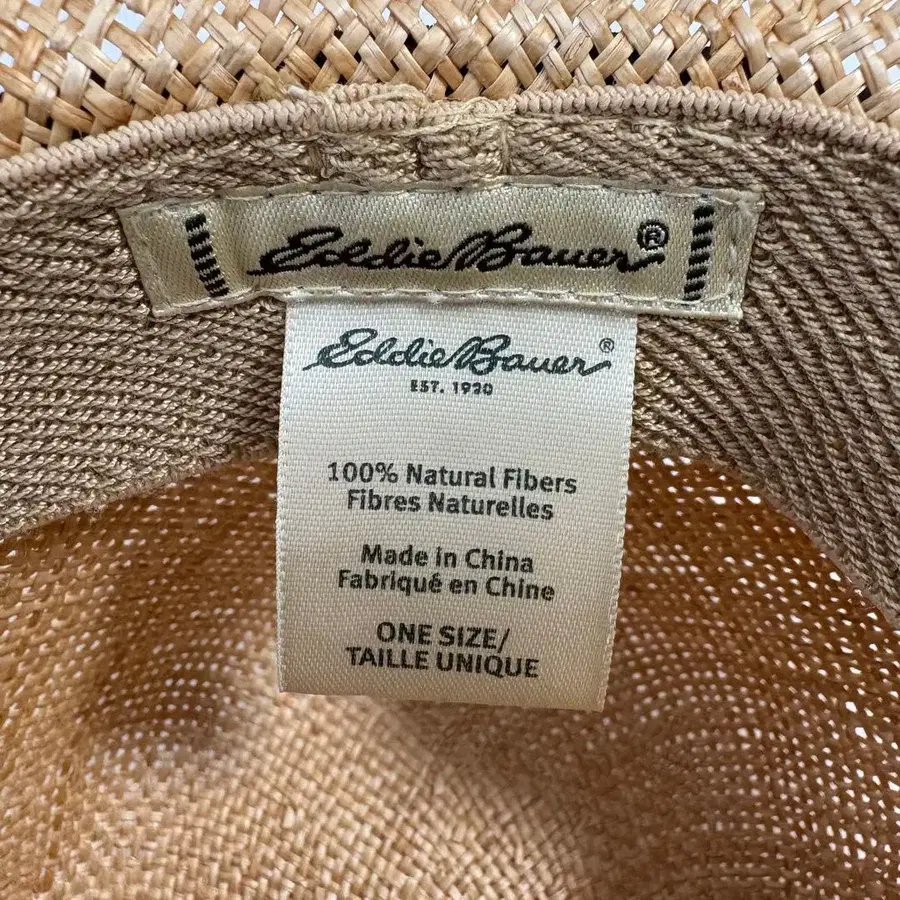 Eddie Bauer®
Eddie Bauer®
EST. 1920
100% Natural Fibers
Fibres Naturelles
Made in China
Fabriqué en Chine
ONE SIZE/
TAILLE UNIQUE